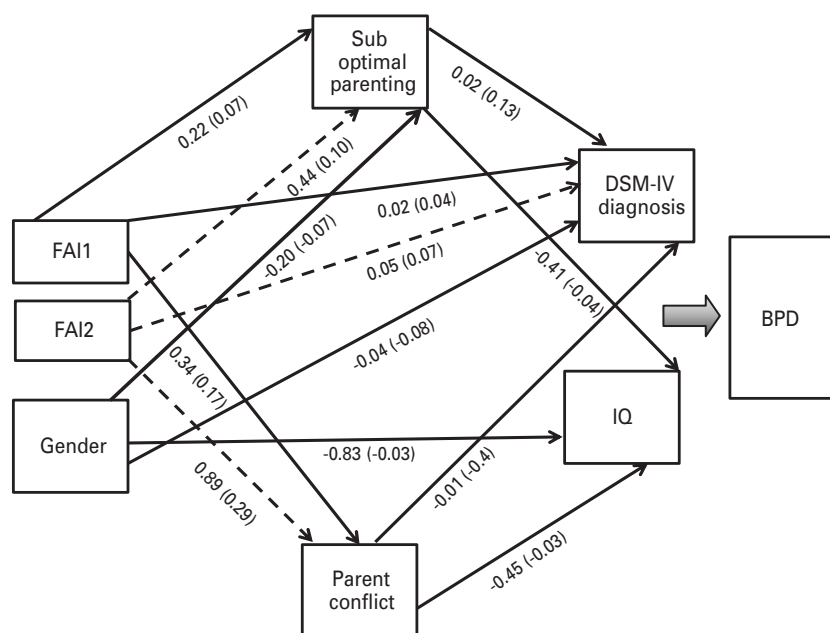 Sub
optimal
parenting
0.22 (0.07)
0.02 (0.13)
0.44 (0.10)
DSM-IV
diagnosis
0.02 (0.04)
FAI1
-0.20 (-0.07)
0.05 (0.07)
-0.41 (-0.04)
FAI2
BPD
0.34 (0.17)
-0.04 (-0.08)
IQ
Gender
-0.83 (-0.03)
0.89 (0.29)
-0.01 (-0.4)
-0.45 (-0.03)
Parent
conflict